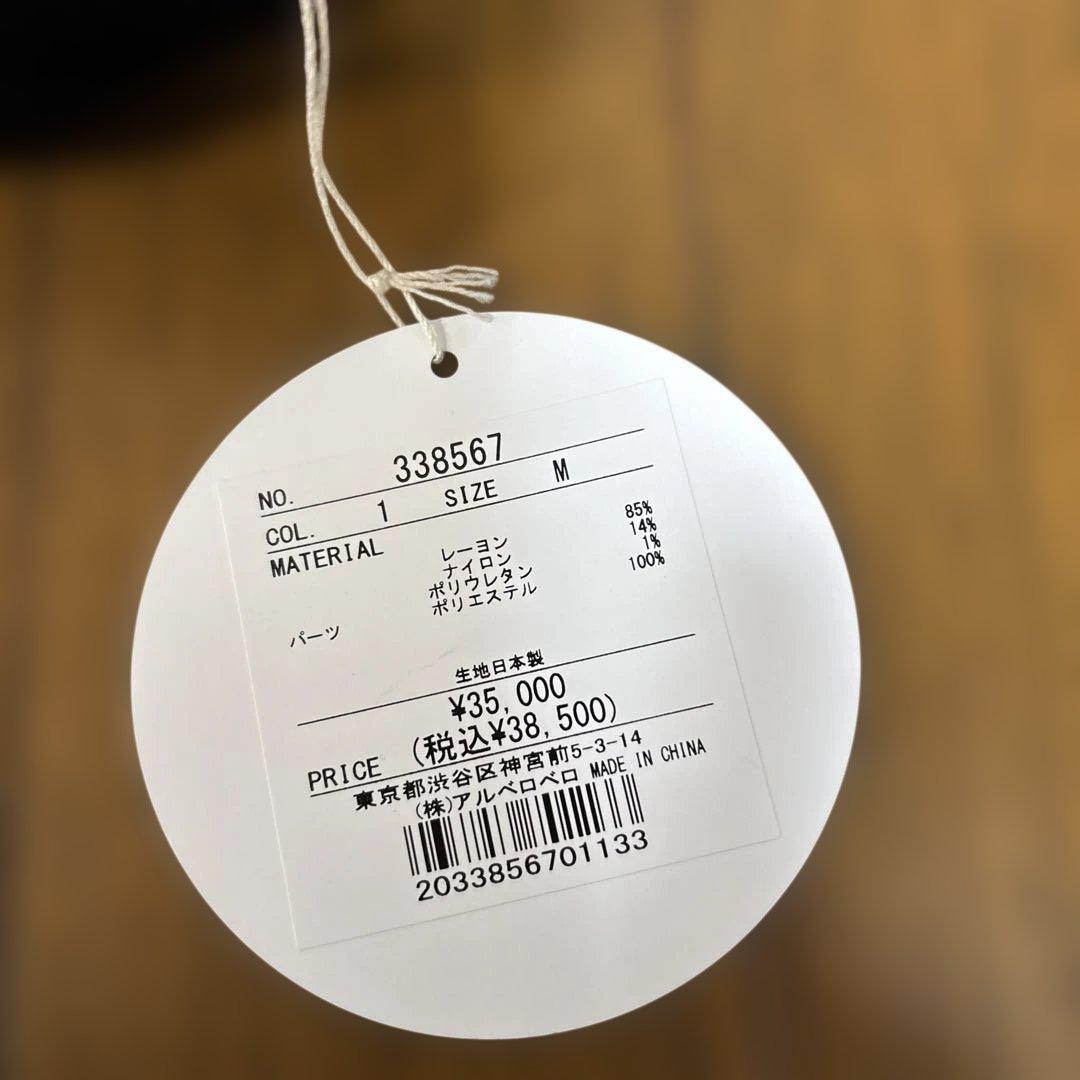 NO. 338567
COL. 1 SIZE M
MATERIAL レーヨン 85%
ナイロン 14%
ポリウレタン 1%
パーツ ポリエステル 100%
生地日本製
¥35,000
PRICE (税込¥38,500)
東京都渋谷区神宮前5-3-14
(株)アルベロベロ MADE IN CHINA
2033856701133